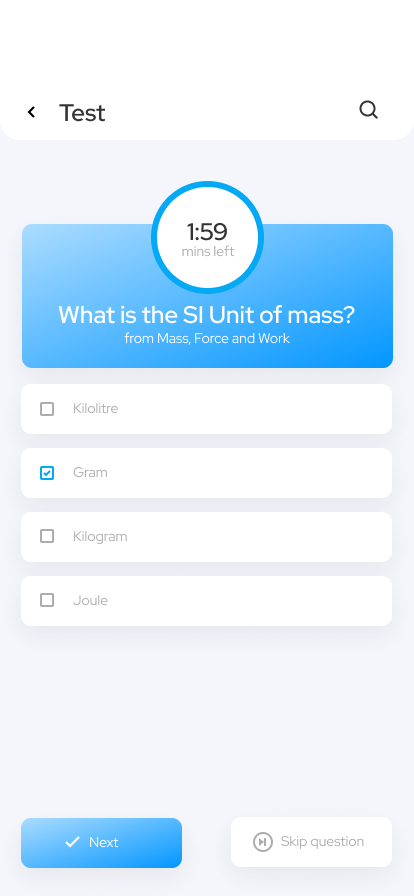 Test
1:59
mins left
What is the SI Unit of mass?
from Mass, Force and Work
Kilolitre
Gram
Kilogram
Joule
Next
Skip question